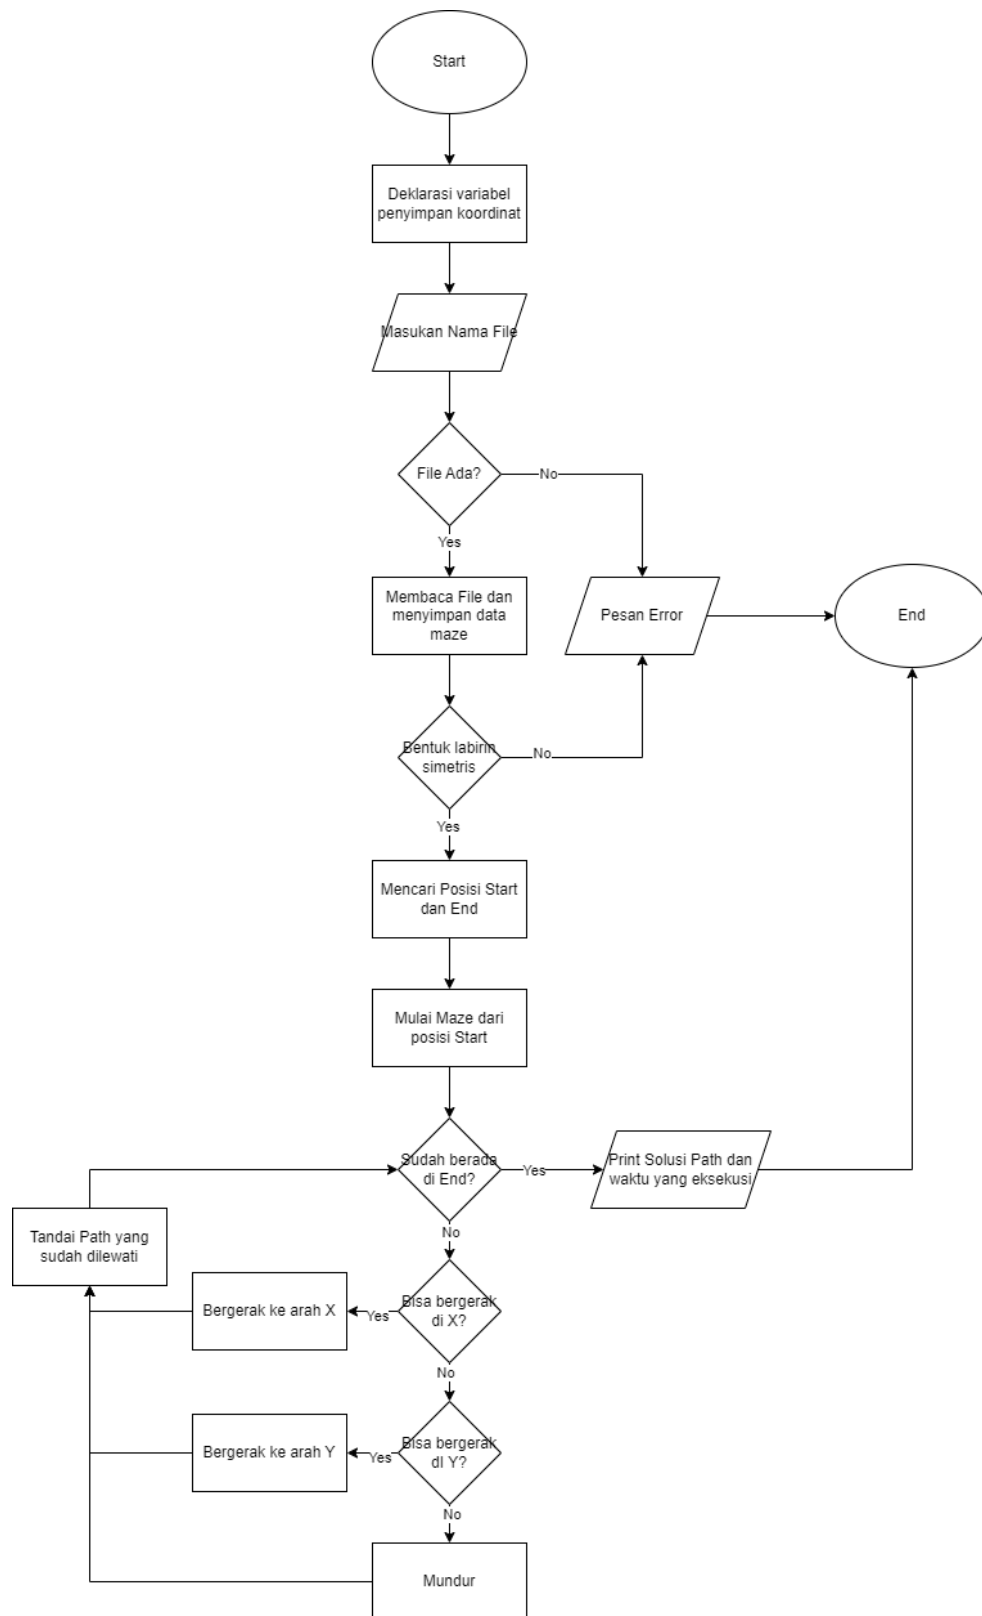 Start
Deklarasi variabel
penyimpan koordinat
Masukan Nama File
File Ada?
No
Yes
Membaca File dan
menyimpan data
maze
Pesan Error
End
Bentuk labirin
simetris
No
Yes
Mencari Posisi Start
dan End
Mulai Maze dari
posisi Start
Sudah berada
di End?
Yes
Print Solusi Path dan
waktu yang eksekusi
No
Tandai Path yang
sudah dilewati
Bisa bergerak
di X?
Yes
Bergerak ke arah X
No
Bisa bergerak
dI Y?
Yes
Bergerak ke arah Y
No
Mundur